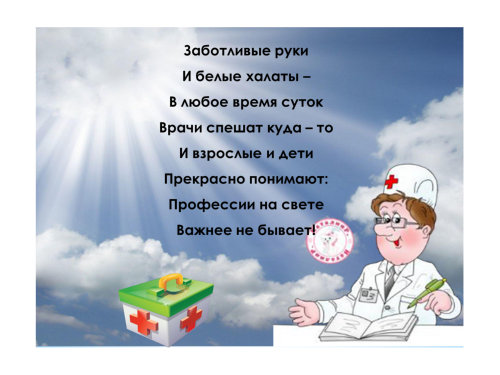 Заботливые руки
И белые халаты –
В любое время суток
Врачи спешат куда – то
И взрослые и дети
Прекрасно понимают:
Профессии на свете
Важнее не бывает!